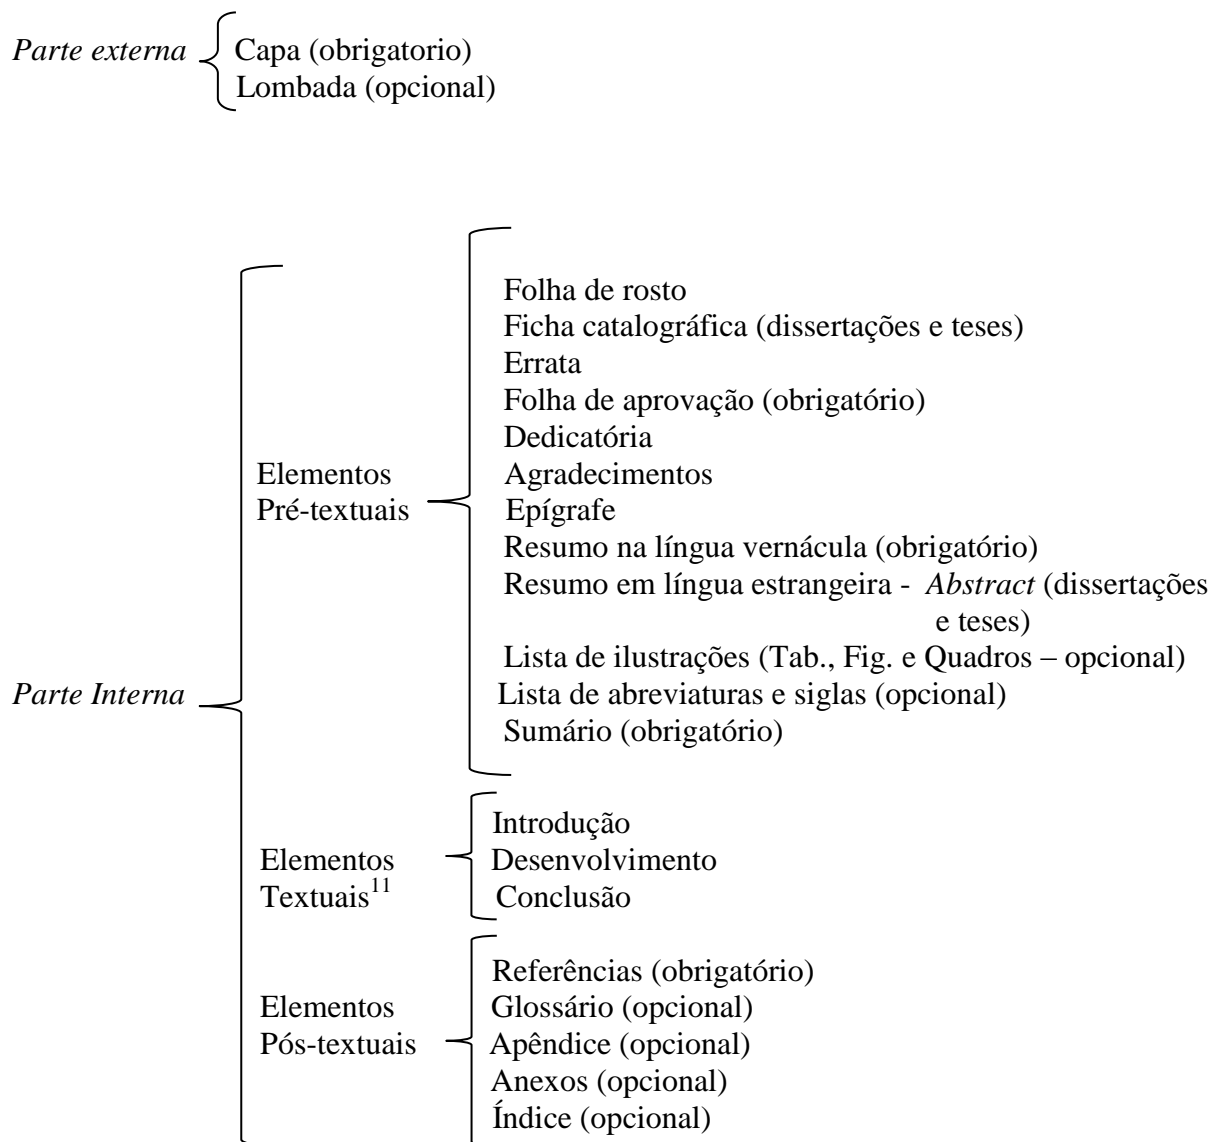 Parte externa Capa (obrigatorio)
Lombada (opcional)
Folha de rosto
Ficha catalográfica (dissertações e teses)
Errata
Folha de aprovação (obrigatório)
Dedicatória
Elementos Agradecimentos
Pré-textuais Epígrafe
Resumo na língua vernácula (obrigatório)
Resumo em língua estrangeira - Abstract (dissertações
e teses)
Lista de ilustrações (Tab., Fig. e Quadros – opcional)
Parte Interna Lista de abreviaturas e siglas (opcional)
Sumário (obrigatório)
Introdução
Elementos Desenvolvimento
Textuais11 Conclusão
Referências (obrigatório)
Elementos Glossário (opcional)
Pós-textuais Apêndice (opcional)
Anexos (opcional)
Índice (opcional)